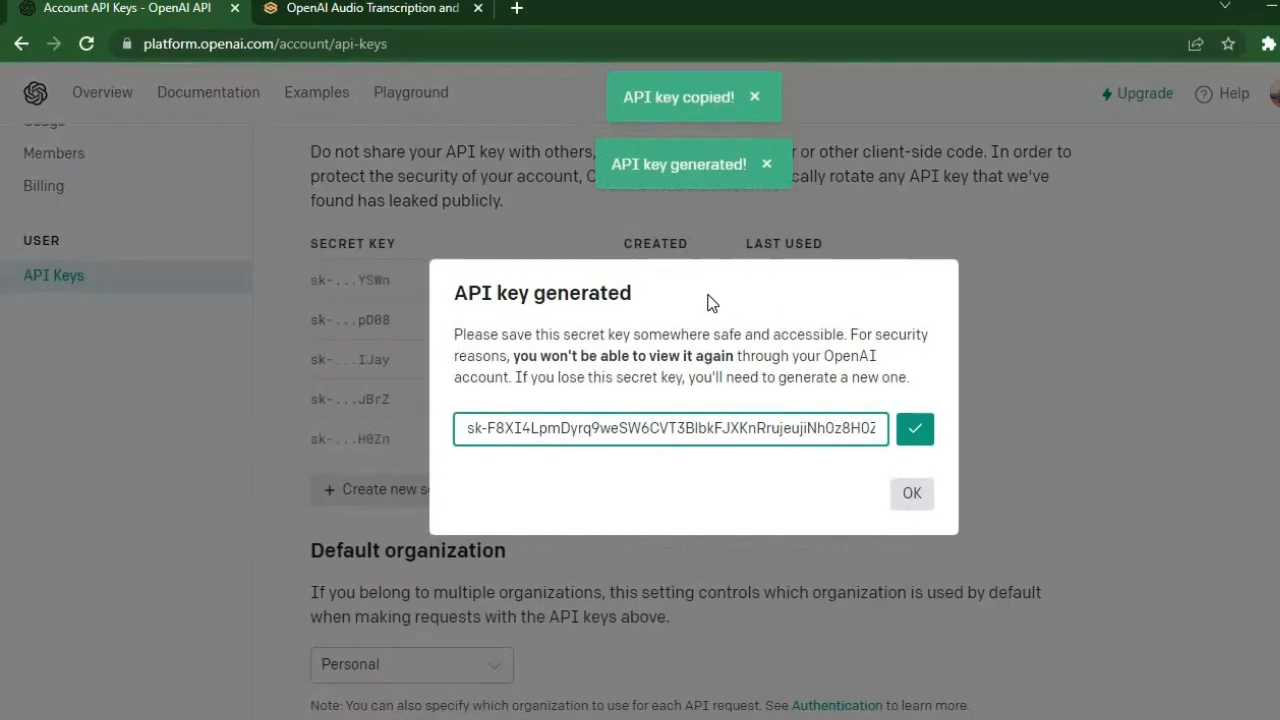 Account API Keys - OpenAI API
OpenAI Audio Transcription and
platform.openai.com/account/api-keys
Overview
Documentation
Examples
Playground
API key copied!
Upgrade
Help
Usage
Members
Billing
USER
API Keys
API key generated!
Do not share your API key with others, r or other client-side code. In order to
protect the security of your account, O cally rotate any API key that we've
found has leaked publicly.
SECRET KEY CREATED LAST USED
sk-...YSWn
sk-...pD08
sk-...IJay
sk-...JBrZ
sk-...H0Zn
+ Create new s
API key generated
Please save this secret key somewhere safe and accessible. For security
reasons, you won't be able to view it again through your OpenAI
account. If you lose this secret key, you'll need to generate a new one.
sk-F8XI4LpmDyrq9weSW6CVT3BlbkFJXKnRrujeujiNh0z8H0Z
OK
Default organization
If you belong to multiple organizations, this setting controls which organization is used by default
when making requests with the API keys above.
Personal
Note: You can also specify which organization to use for each API request. See Authentication to learn more.